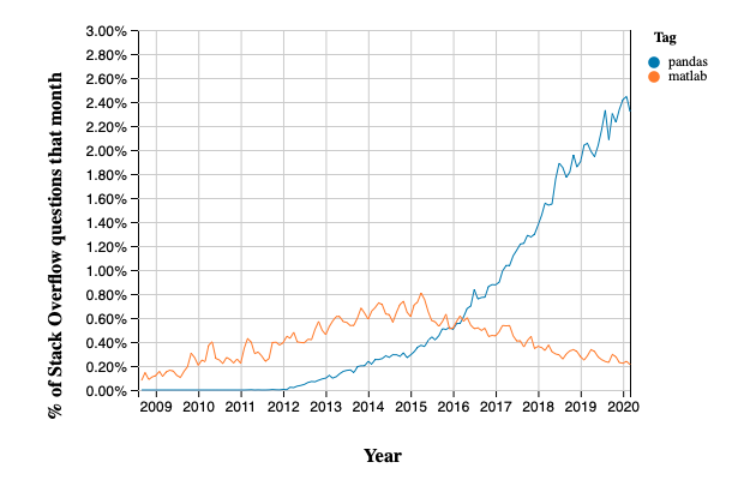 3.00%
2.80%
2.60%
2.40%
2.20%
2.00%
1.80%
1.60%
1.40%
1.20%
1.00%
0.80%
0.60%
0.40%
0.20%
0.00%
% of Stack Overflow questions that month
2009 2010 2011 2012 2013 2014 2015 2016 2017 2018 2019 2020
Year
Tag
pandas
matlab